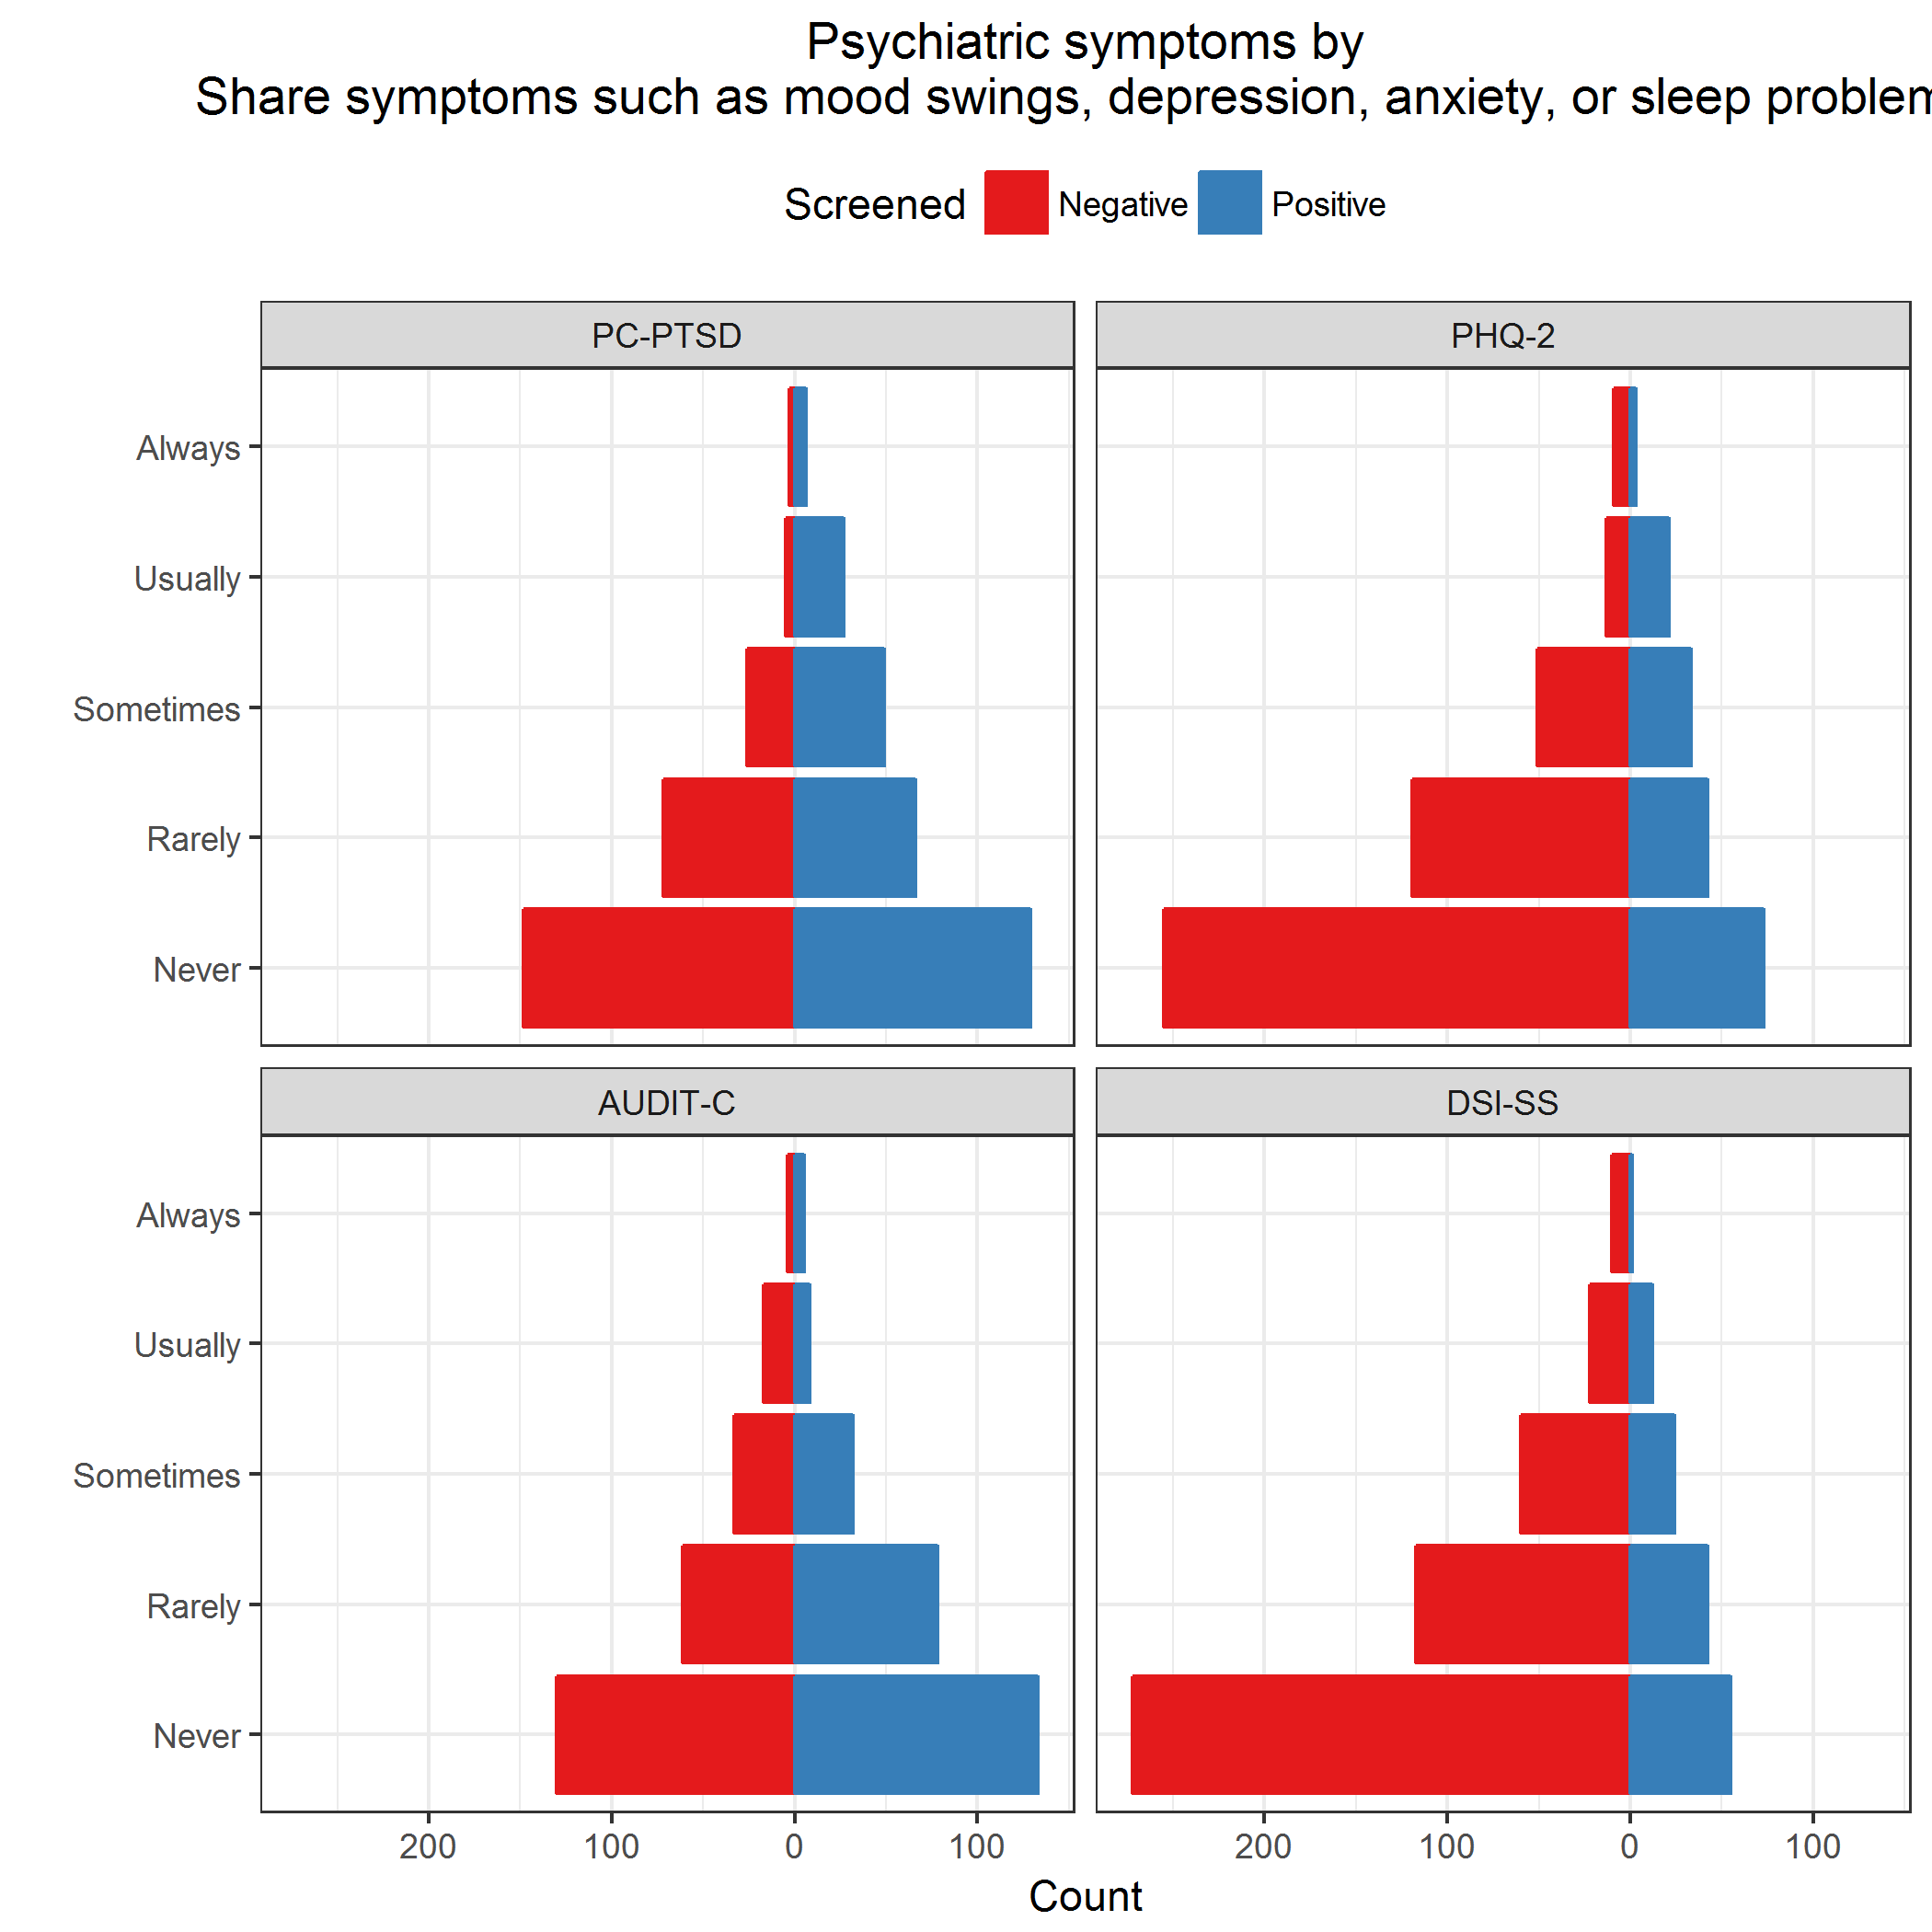 Psychiatric symptoms by
Share symptoms such as mood swings, depression, anxiety, or sleep problem
Screened Negative Positive
PC-PTSD PHQ-2
Always
Usually
Sometimes
Rarely
Never
AUDIT-C DSI-SS
Always
Usually
Sometimes
Rarely
Never
200 100 0 100 200 100 0 100
Count